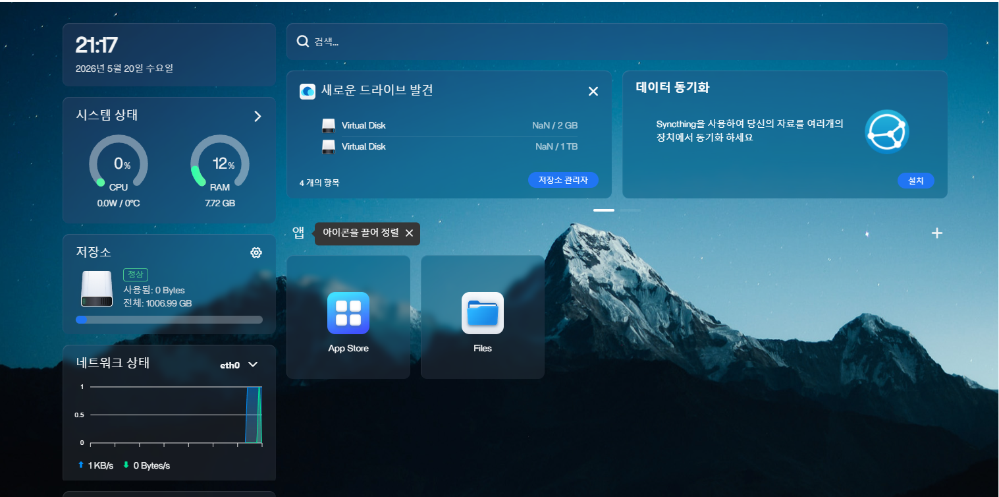 21:17
2026년 5월 20일 수요일
시스템 상태
0%
CPU
0.0W / 0°C
12%
RAM
7.72 GB
저장소
정상
사용됨: 0 Bytes
전체: 1006.99 GB
네트워크 상태
eth0
1
0.5
0
1 KB/s
0 Bytes/s
검색...
새로운 드라이브 발견
Virtual Disk
NaN / 2 GB
Virtual Disk
NaN / 1 TB
4 개의 항목
저장소 관리자
데이터 동기화
Syncthing을 사용하여 당신의 자료를 여러개의
장치에서 동기화 하세요
설치
앱
아이콘을 끌어 정렬
App Store
Files